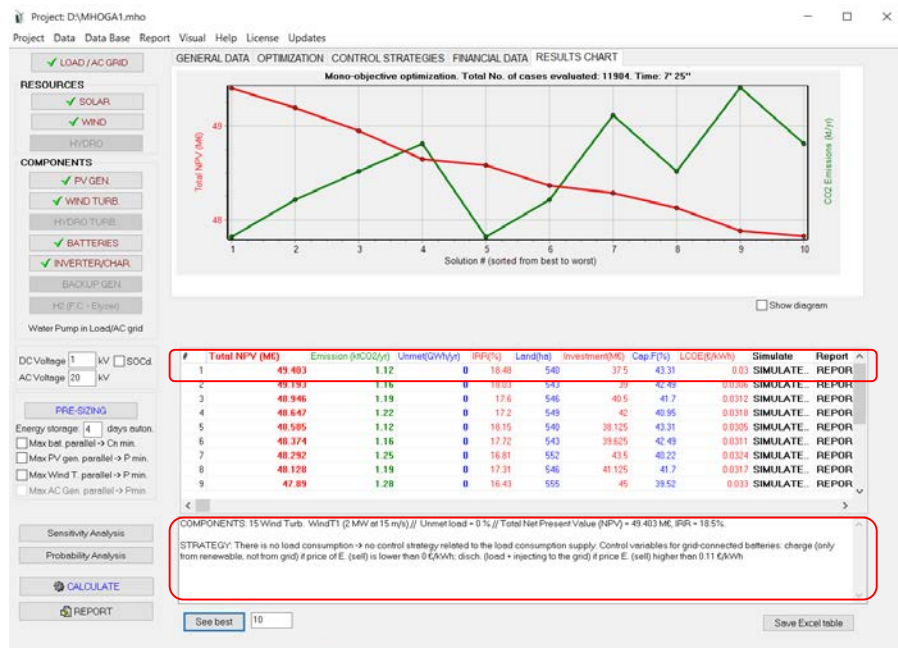 Project: D:\MHOGA1.mho
Project Data Data Base Report Visual Help License Updates
LOAD / AC GRID
RESOURCES
SOLAR
WIND
HYDRO
COMPONENTS
PV GEN.
WIND TURB.
HYDRO TURB.
BATTERIES
INVERTER/CHAR.
BACKUP GEN.
H2 (F.C. - Elyzer)
Water Pump in Load/AC grid
DC Voltage 1 kV SOCd.
AC Voltage 20 kV
PRE-SIZING
Energy storage: 4 days auton.
Max bat. parallel -> Cn min.
Max PV gen. parallel -> P min.
Max Wind T. parallel -> P min.
Max AC Gen. parallel -> Pmin.
Sensitivity Analysis
Probability Analysis
CALCULATE
REPORT
GENERAL DATA OPTIMIZATION CONTROL STRATEGIES FINANCIAL DATA RESULTS CHART
Mono-objective optimization. Total No. of cases evaluated: 11904. Time: 7' 25"
Total NPV (M€)
49
48
CO2 Emissions (kt/yr)
1 2 3 4 5 6 7 8 9 10
Solution # (sorted from best to worst)
Show diagram
# Total NPV (M€) Emission (ktCO2/yr) Unmet(GWh/yr) IRR(%) Land(ha) Investment(M€) Cap.F(%) LCOE(€/kWh) Simulate Report
1 49.403 1.12 0 18.48 540 37.5 43.31 0.03 SIMULATE.. REPOR
2 49.193 1.16 0 18.03 543 39 42.49 0.0306 SIMULATE.. REPOR
3 48.946 1.19 0 17.6 546 40.5 41.7 0.0312 SIMULATE.. REPOR
4 48.647 1.22 0 17.2 549 42 40.95 0.0318 SIMULATE.. REPOR
5 48.585 1.12 0 18.15 540 38.125 43.31 0.0305 SIMULATE.. REPOR
6 48.374 1.16 0 17.72 543 39.625 42.49 0.0311 SIMULATE.. REPOR
7 48.292 1.25 0 16.81 552 43.5 40.22 0.0324 SIMULATE.. REPOR
8 48.128 1.19 0 17.31 546 41.125 41.7 0.0317 SIMULATE.. REPOR
9 47.89 1.28 0 16.43 555 45 39.52 0.033 SIMULATE.. REPOR
COMPONENTS: 15 Wind Turb. WindT1 (2 MW at 15 m/s) // Unmet load = 0 % // Total Net Present Value (NPV) = 49.403 M€, IRR = 18.5%.
STRATEGY: There is no load consumption -> no control strategy related to the load consumption supply. Control variables for grid-connected batteries: charge (only
from renewable, not from grid) if price of E. (sell) is lower than 0 €/kWh; disch. (load + injecting to the grid) if price E. (sell) higher than 0.11 €/kWh
See best 10
Save Excel table